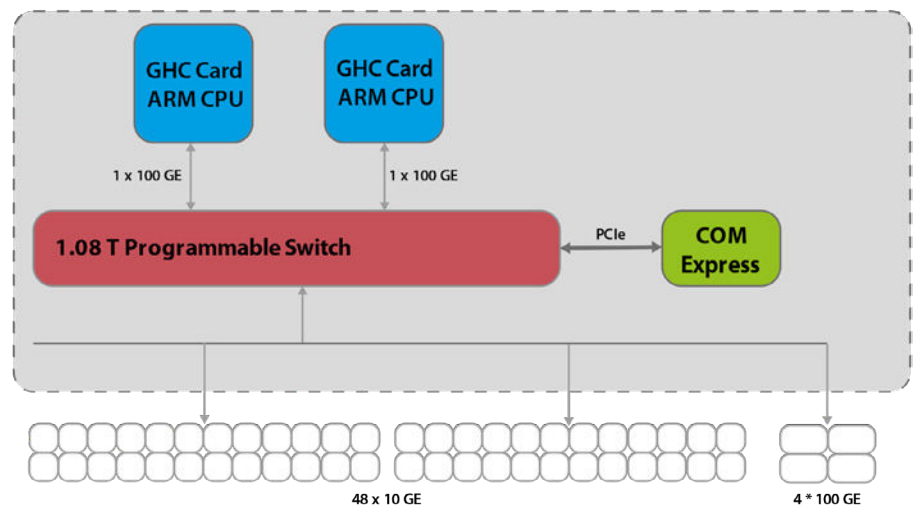 GHC Card
ARM CPU
GHC Card
ARM CPU
1 x 100 GE
1 x 100 GE
1.08 T Programmable Switch
PCIe
COM
Express
48 x 10 GE
4 * 100 GE